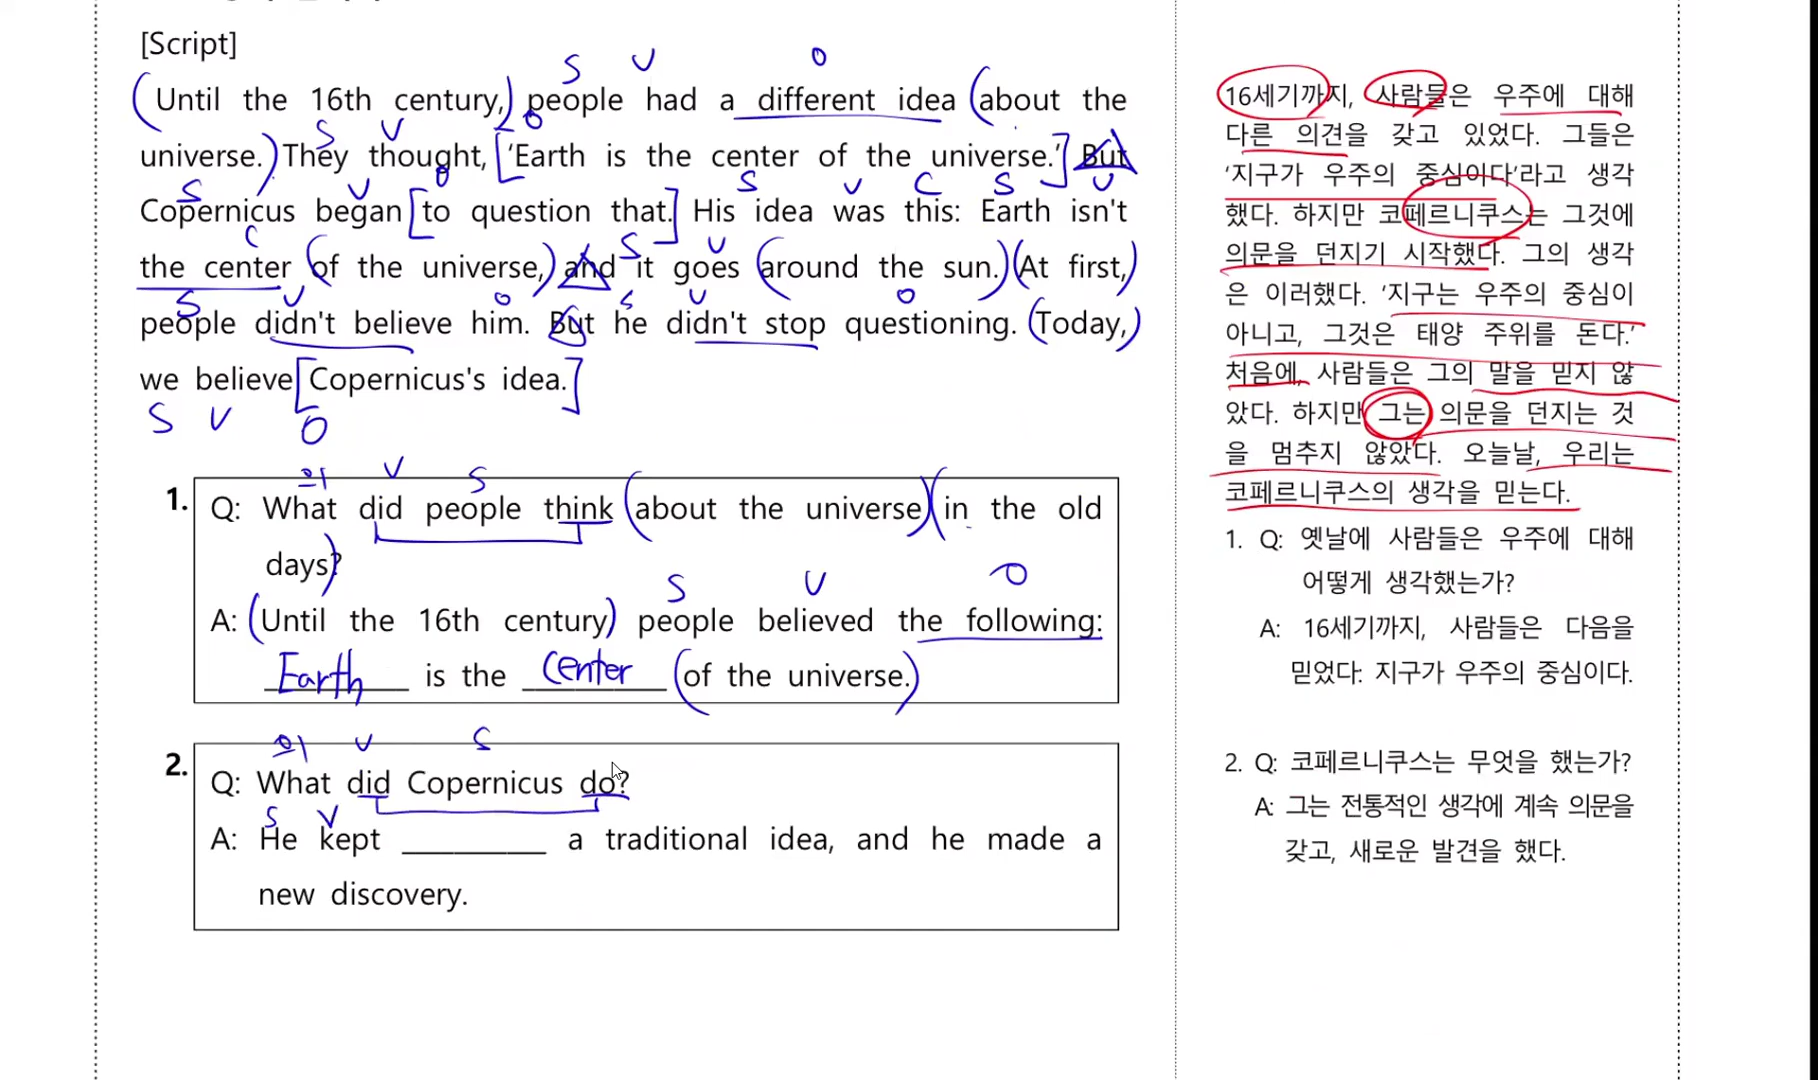 [Script]
Until the 16th century, people had a different idea about the
universe. They thought, 'Earth is the center of the universe.' But
Copernicus began to question that. His idea was this: Earth isn't
the center of the universe, and it goes around the sun. At first,
people didn't believe him. But he didn't stop questioning. Today,
we believe Copernicus's idea.
S V O
의 V S
1. Q: What did people think about the universe in the old
days?
S V O
A: Until the 16th century people believed the following:
Earth is the center of the universe.
의 V S
2. Q: What did Copernicus do?
S V
A: He kept ________ a traditional idea, and he made a
new discovery.
16세기까지, 사람들은 우주에 대해
다른 의견을 갖고 있었다. 그들은
'지구가 우주의 중심이다'라고 생각
했다. 하지만 코페르니쿠스는 그것에
의문을 던지기 시작했다. 그의 생각
은 이러했다. '지구는 우주의 중심이
아니고, 그것은 태양 주위를 돈다.'
처음에, 사람들은 그의 말을 믿지 않
았다. 하지만 그는 의문을 던지는 것
을 멈추지 않았다. 오늘날, 우리는
코페르니쿠스의 생각을 믿는다.
1. Q: 옛날에 사람들은 우주에 대해
어떻게 생각했는가?
A: 16세기까지, 사람들은 다음을
믿었다: 지구가 우주의 중심이다.
2. Q: 코페르니쿠스는 무엇을 했는가?
A: 그는 전통적인 생각에 계속 의문을
갖고, 새로운 발견을 했다.